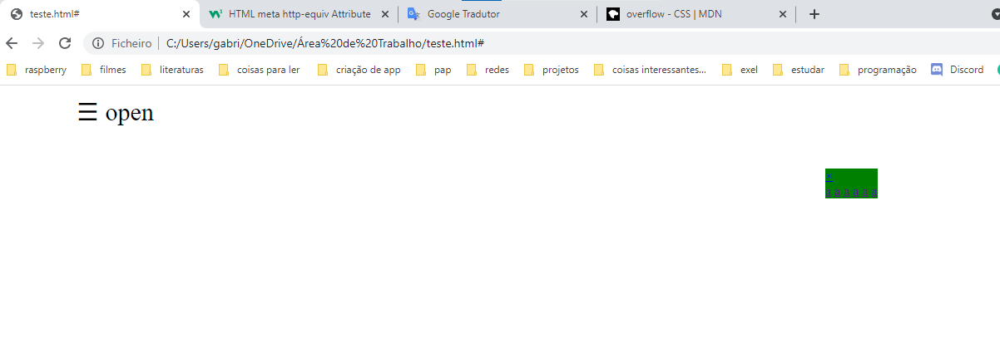 teste.html#
HTML meta http-equiv Attribute
Google Tradutor
overflow - CSS | MDN
Ficheiro | C:/Users/gabri/OneDrive/Área%20de%20Trabalho/teste.html#
raspberry filmes literaturas coisas para ler criação de app pap redes projetos coisas interessantes... exel estudar programação Discord
☰ open